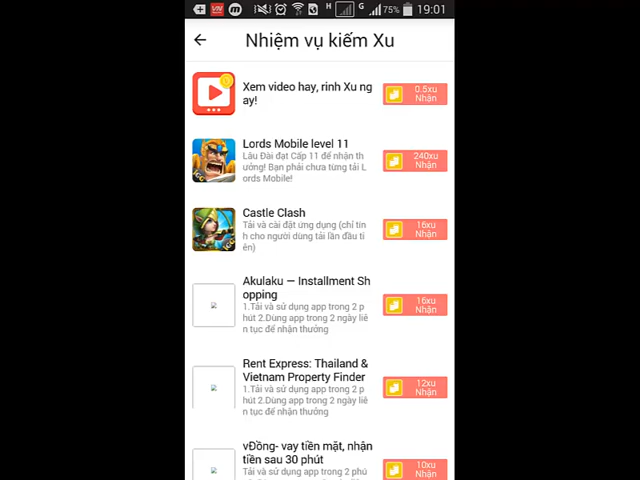 VN H G 75% 19:01
Nhiệm vụ kiếm Xu
Xem video hay, rinh Xu ng
ay!
0.5xu
Nhận
Lords Mobile level 11
Lâu Đài đạt Cấp 11 để nhận th
ưởng! Bạn phải chưa từng tải L
ords Mobile!
240xu
Nhận
Castle Clash
Tải và cài đặt ứng dụng (chỉ tín
h cho người dùng tải lần đầu ti
ên)
16xu
Nhận
Akulaku — Installment Sh
opping
1.Tải và sử dụng app trong 2 p
hút 2.Dùng app trong 2 ngày liê
n tục để nhận thưởng
16xu
Nhận
Rent Express: Thailand &
Vietnam Property Finder
1.Tải và sử dụng app trong 2 p
hút 2.Dùng app trong 2 ngày liê
n tục để nhận thưởng
12xu
Nhận
vĐồng- vay tiền mặt, nhận
tiền sau 30 phút
Tải và sử dụng app trong 2 phú
10xu
Nhận